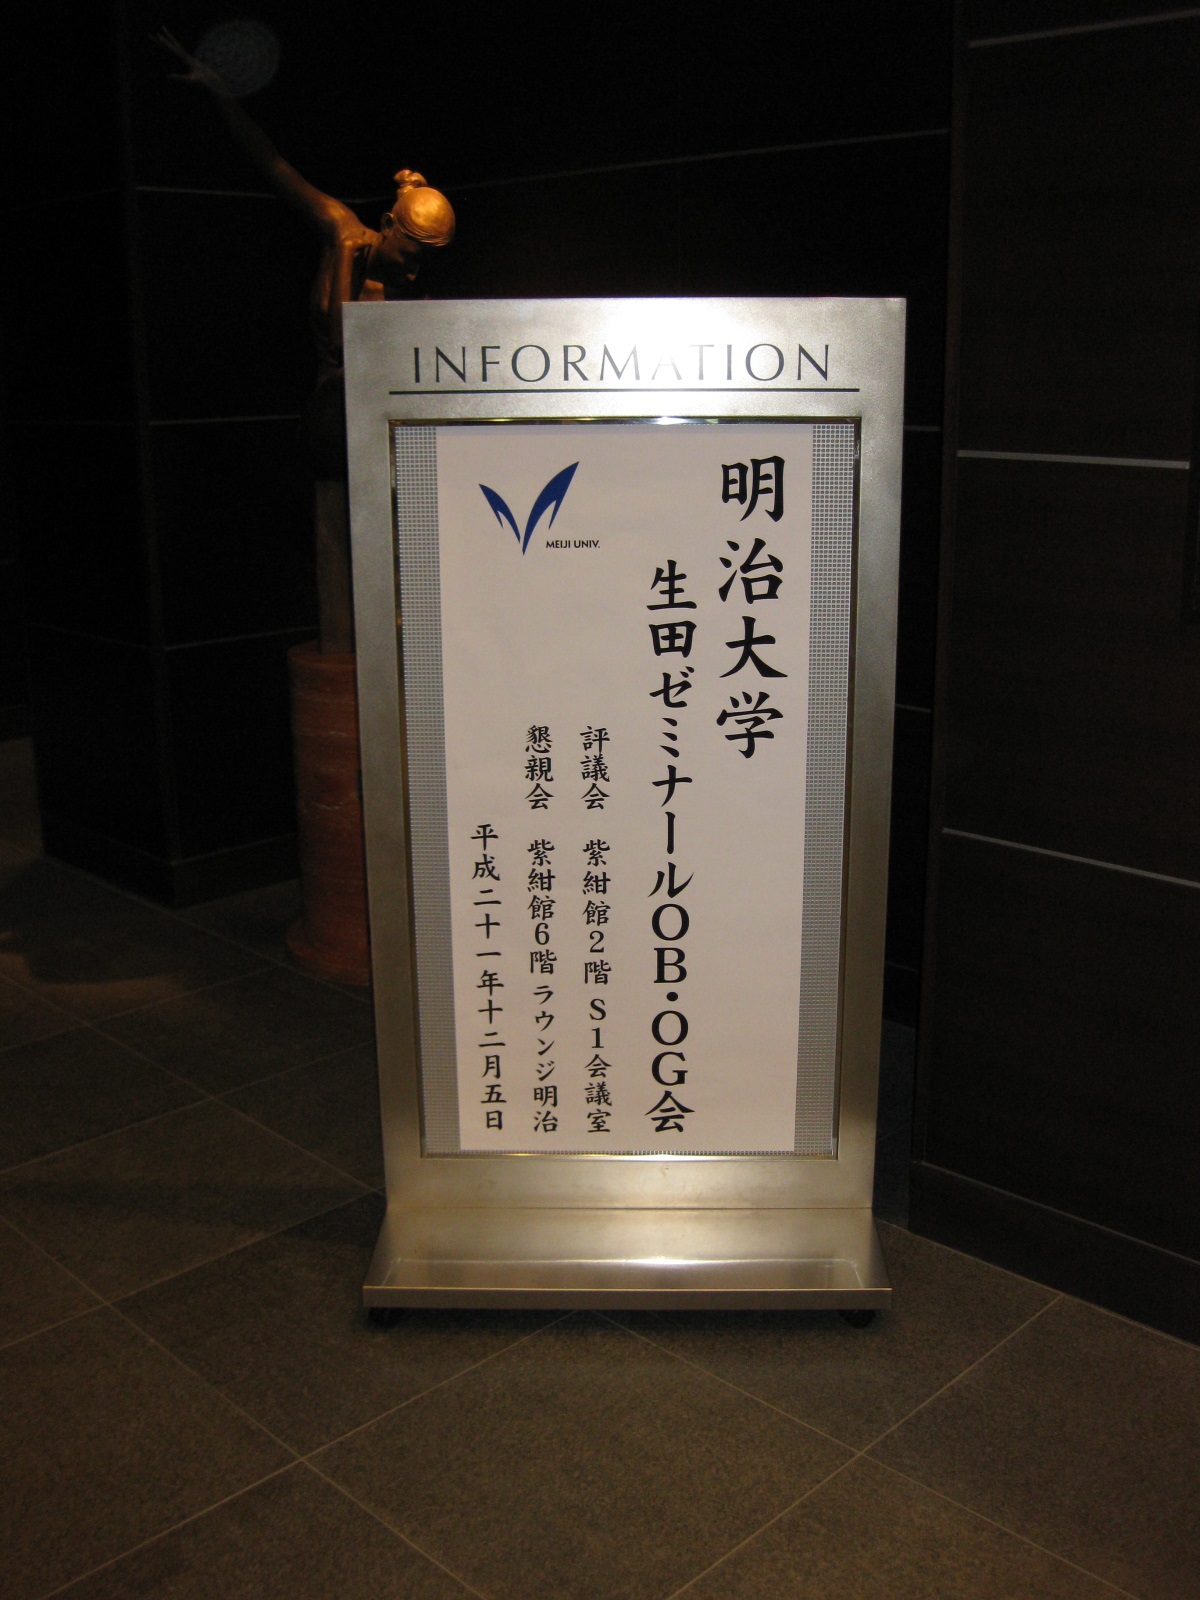 INFORMATION
明治大学
生田ゼミナールOB・OG会
評議会 紫紺館2階 S1会議室
懇親会 紫紺館6階 ラウンジ明治
平成二十一年十二月五日
MEIJI UNIV.